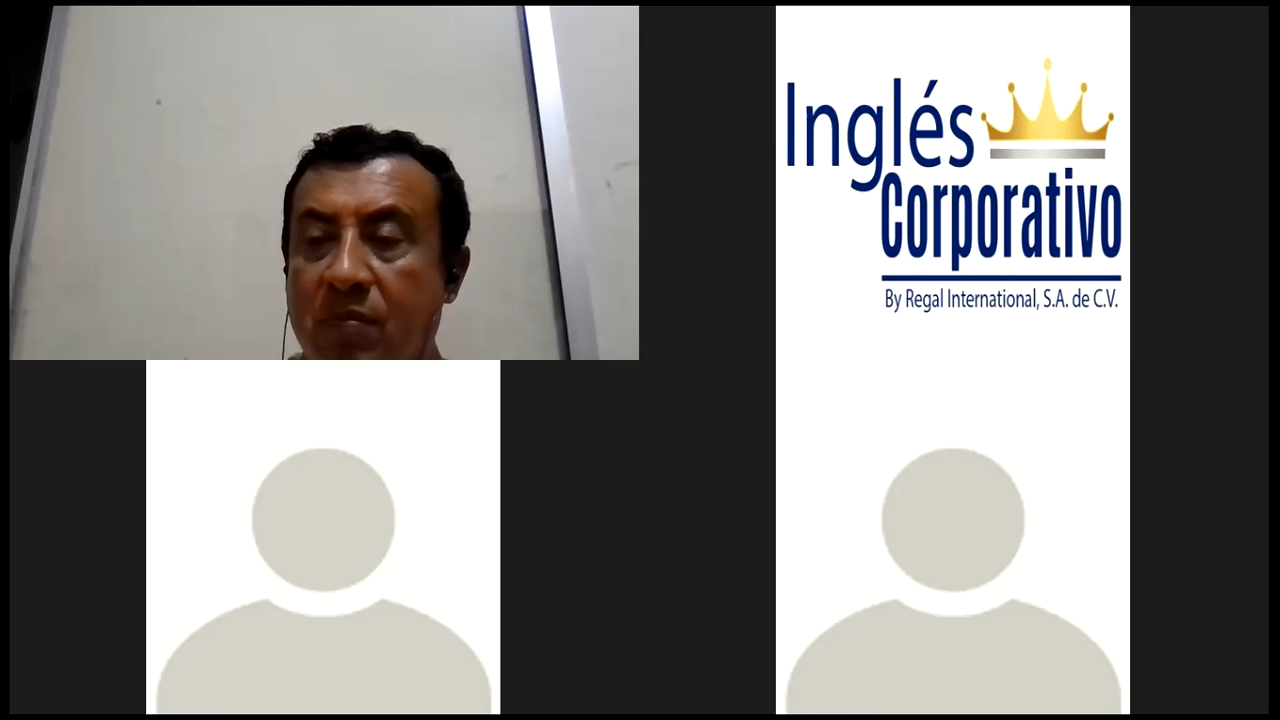 Inglés
Corporativo
By Regal International, S.A. de C.V.